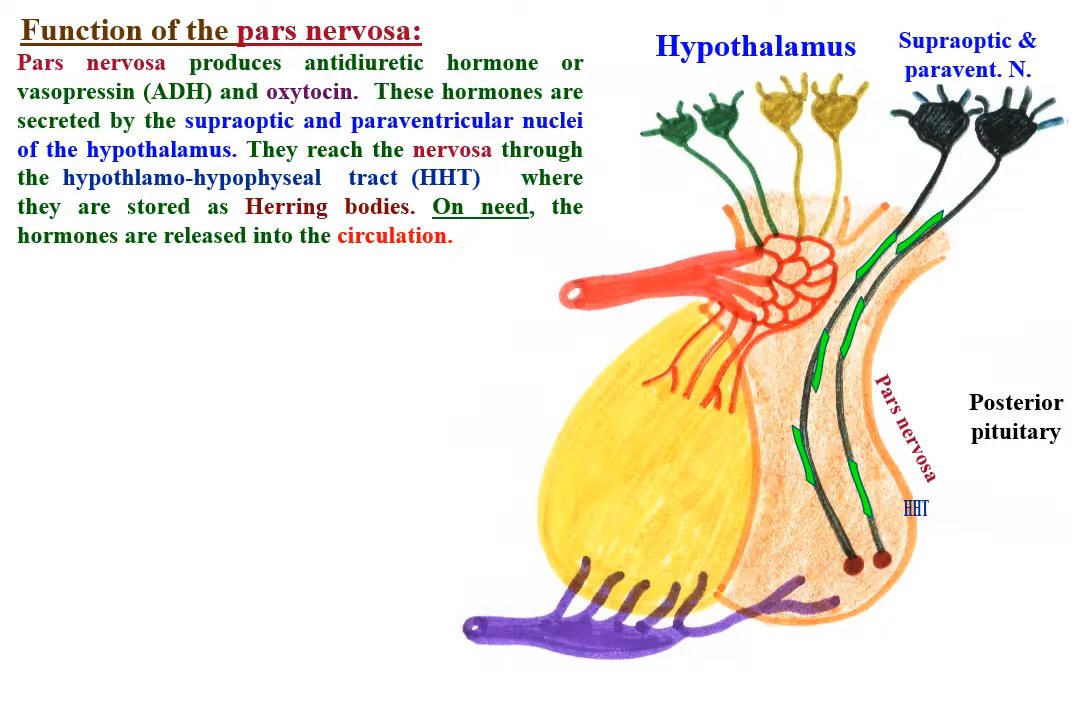 Function of the pars nervosa:
Pars nervosa produces antidiuretic hormone or
vasopressin (ADH) and oxytocin. These hormones are
secreted by the supraoptic and paraventricular nuclei
of the hypothalamus. They reach the nervosa through
the hypothlamo-hypophyseal tract (HHT) where
they are stored as Herring bodies. On need, the
hormones are released into the circulation.
Hypothalamus
Supraoptic &
paravent. N.
Pars nervosa
Posterior
pituitary
HHT